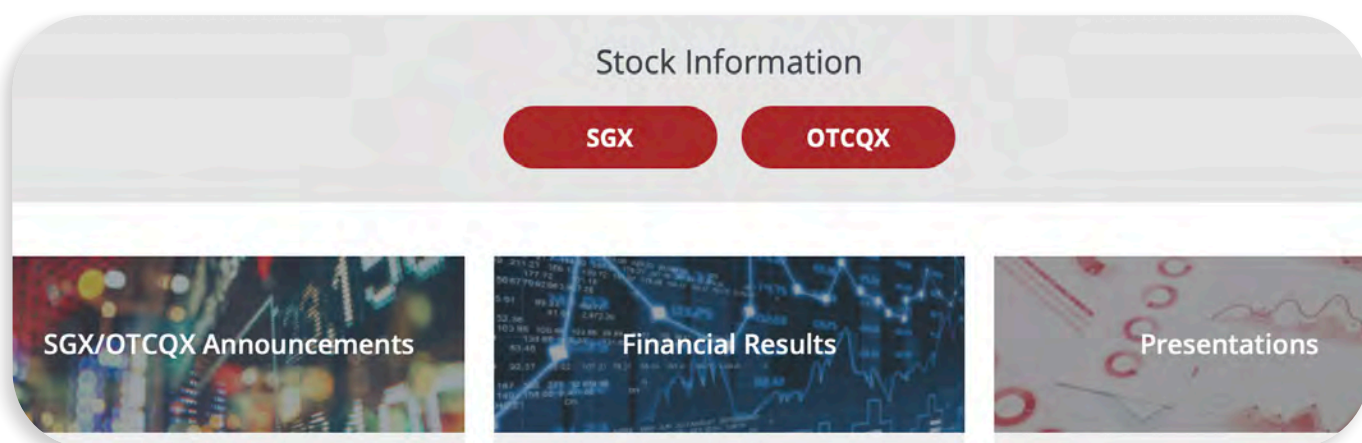 Stock Information
SGX
OTCQX
SGX/OTCQX Announcements
Financial Results
Presentations